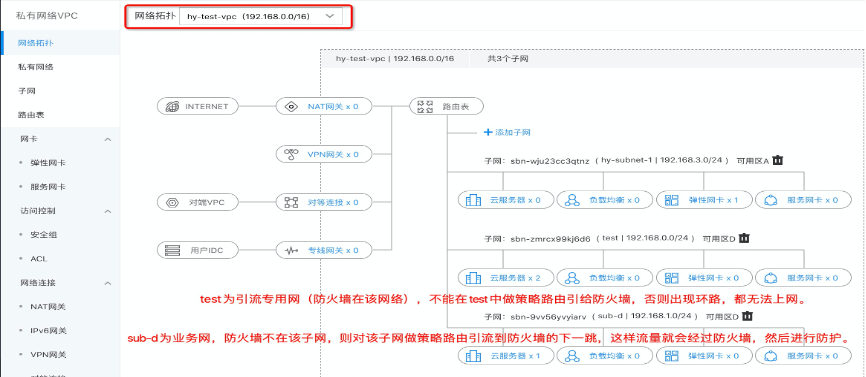 私有网络VPC
网络拓扑 hy-test-vpc（192.168.0.0/16）
网络拓扑
私有网络
子网
路由表
网卡
弹性网卡
服务网卡
访问控制
安全组
ACL
网络连接
NAT网关
IPv6网关
VPN网关
对等连接
hy-test-vpc | 192.168.0.0/16 共3个子网
INTERNET NAT网关 x 0 路由表
添加子网
VPN网关 x 0
子网：sbn-wju23cc3qtnz（hy-subnet-1 | 192.168.3.0/24）可用区A
对端VPC 对等连接 x 0 云服务器 x 0 负载均衡 x 0 弹性网卡 x 1 服务网卡 x 0
子网：sbn-zmrcx99kj6d6（test | 192.168.0.0/24）可用区D
用户IDC 专线网关 x 0
云服务器 x 2 负载均衡 x 0 弹性网卡 x 0 服务网卡 x 0
test为引流专用网（防火墙在该网络），不能在test中做策略路由引给防火墙，否则出现环路，都无法上网。
子网：sbn-9vv56yvyiarv（sub-d | 192.168.1.0/24）可用区D
sub-d为业务网，防火墙不在该子网，则对该子网做策略路由引流到防火墙的下一跳，这样流量就会经过防火墙，然后进行防护。
云服务器 x 1 负载均衡 x 0 弹性网卡 x 0 服务网卡 x 0